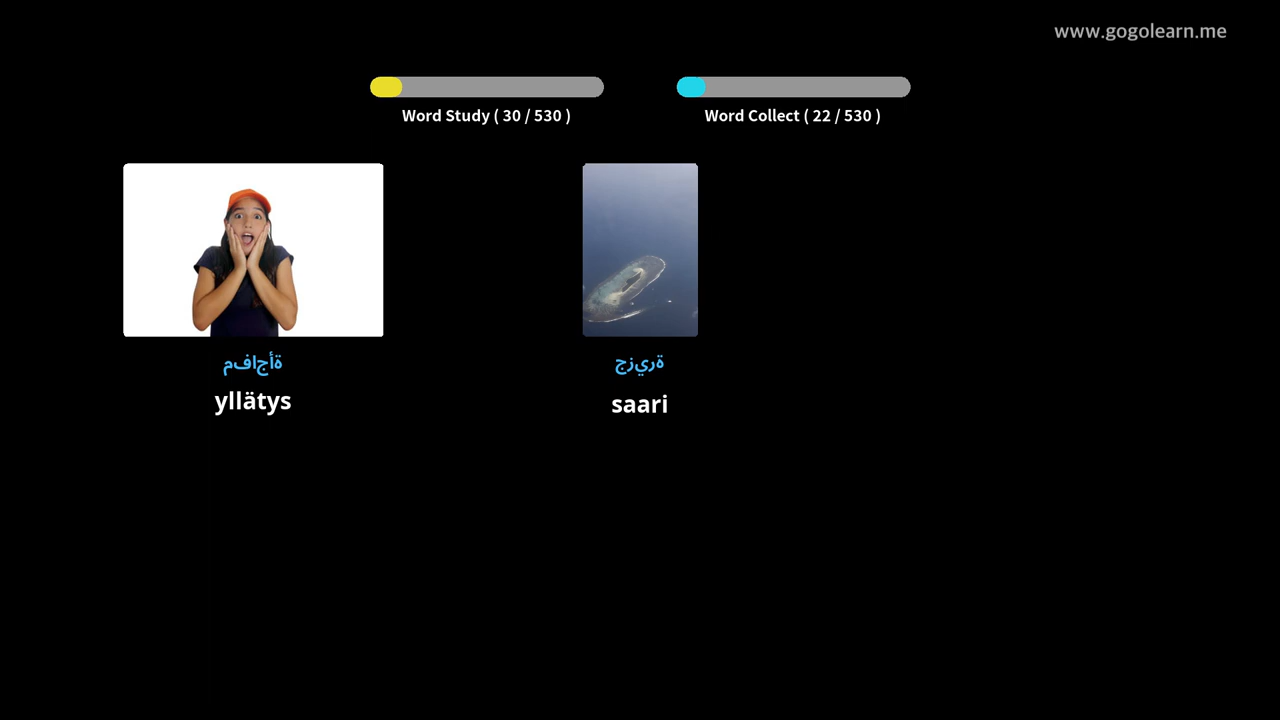 www.gogolearn.me
Word Study ( 30 / 530 )
Word Collect ( 22 / 530 )
مفاجأة
yllätys
جزيرة
saari